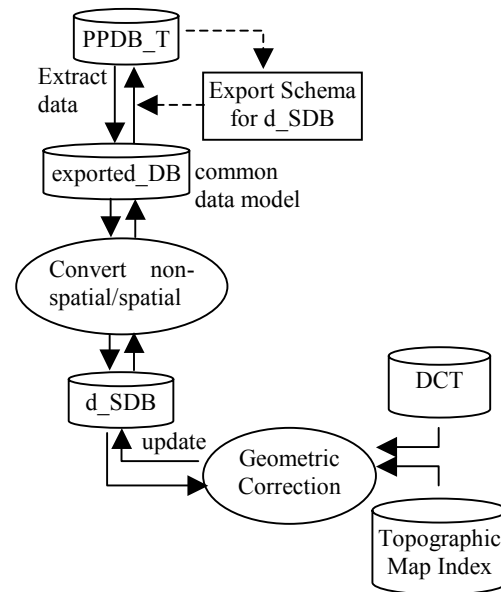 PPDB_T
Extract
data
Export Schema
for d_SDB
exported_DB
common
data model
Convert non-
spatial/spatial
d_SDB
DCT
update
Geometric
Correction
Topographic
Map Index